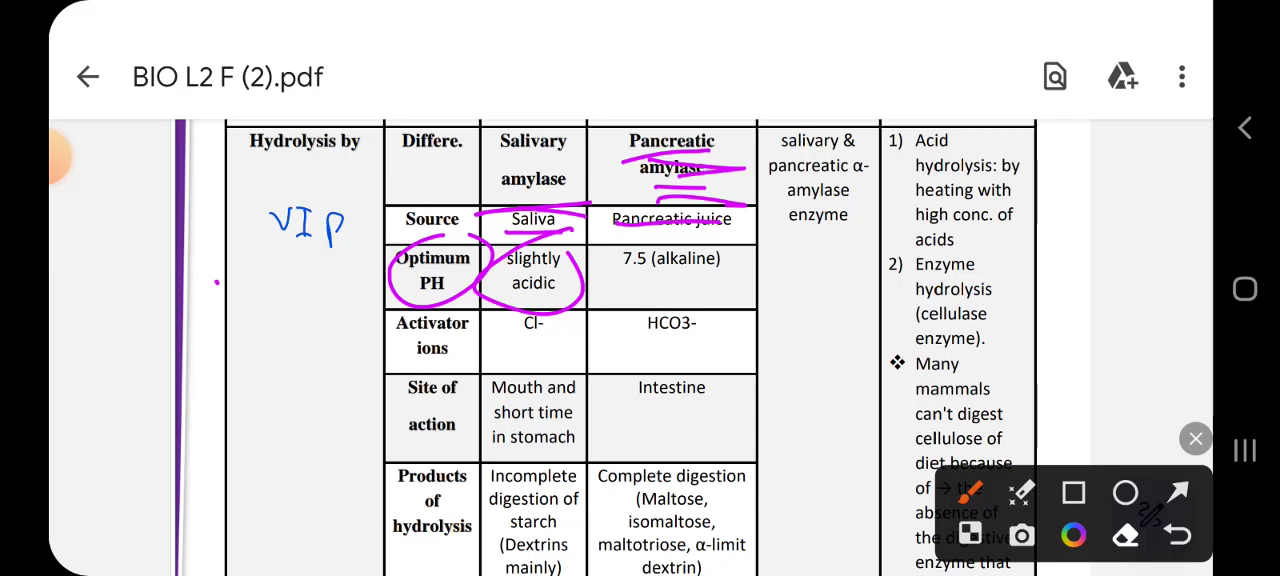 BIO L2 F (2).pdf
Hydrolysis by
VIP
Differe.
Salivary
amylase
Pancreatic
amylase
Source
Saliva
Pancreatic juice
Optimum
PH
slightly
acidic
7.5 (alkaline)
Activator
ions
Cl-
HCO3-
Site of
action
Mouth and
short time
in stomach
Intestine
Products
of
hydrolysis
Incomplete
digestion of
starch
(Dextrins
mainly)
Complete digestion
(Maltose,
isomaltose,
maltotriose, α-limit
dextrin)
salivary &
pancreatic α-
amylase
enzyme
1) Acid
hydrolysis: by
heating with
high conc. of
acids
2) Enzyme
hydrolysis
(cellulase
enzyme).
❖ Many
mammals
can't digest
cellulose of
diet because
of → the
absence of
the digestive
enzyme that